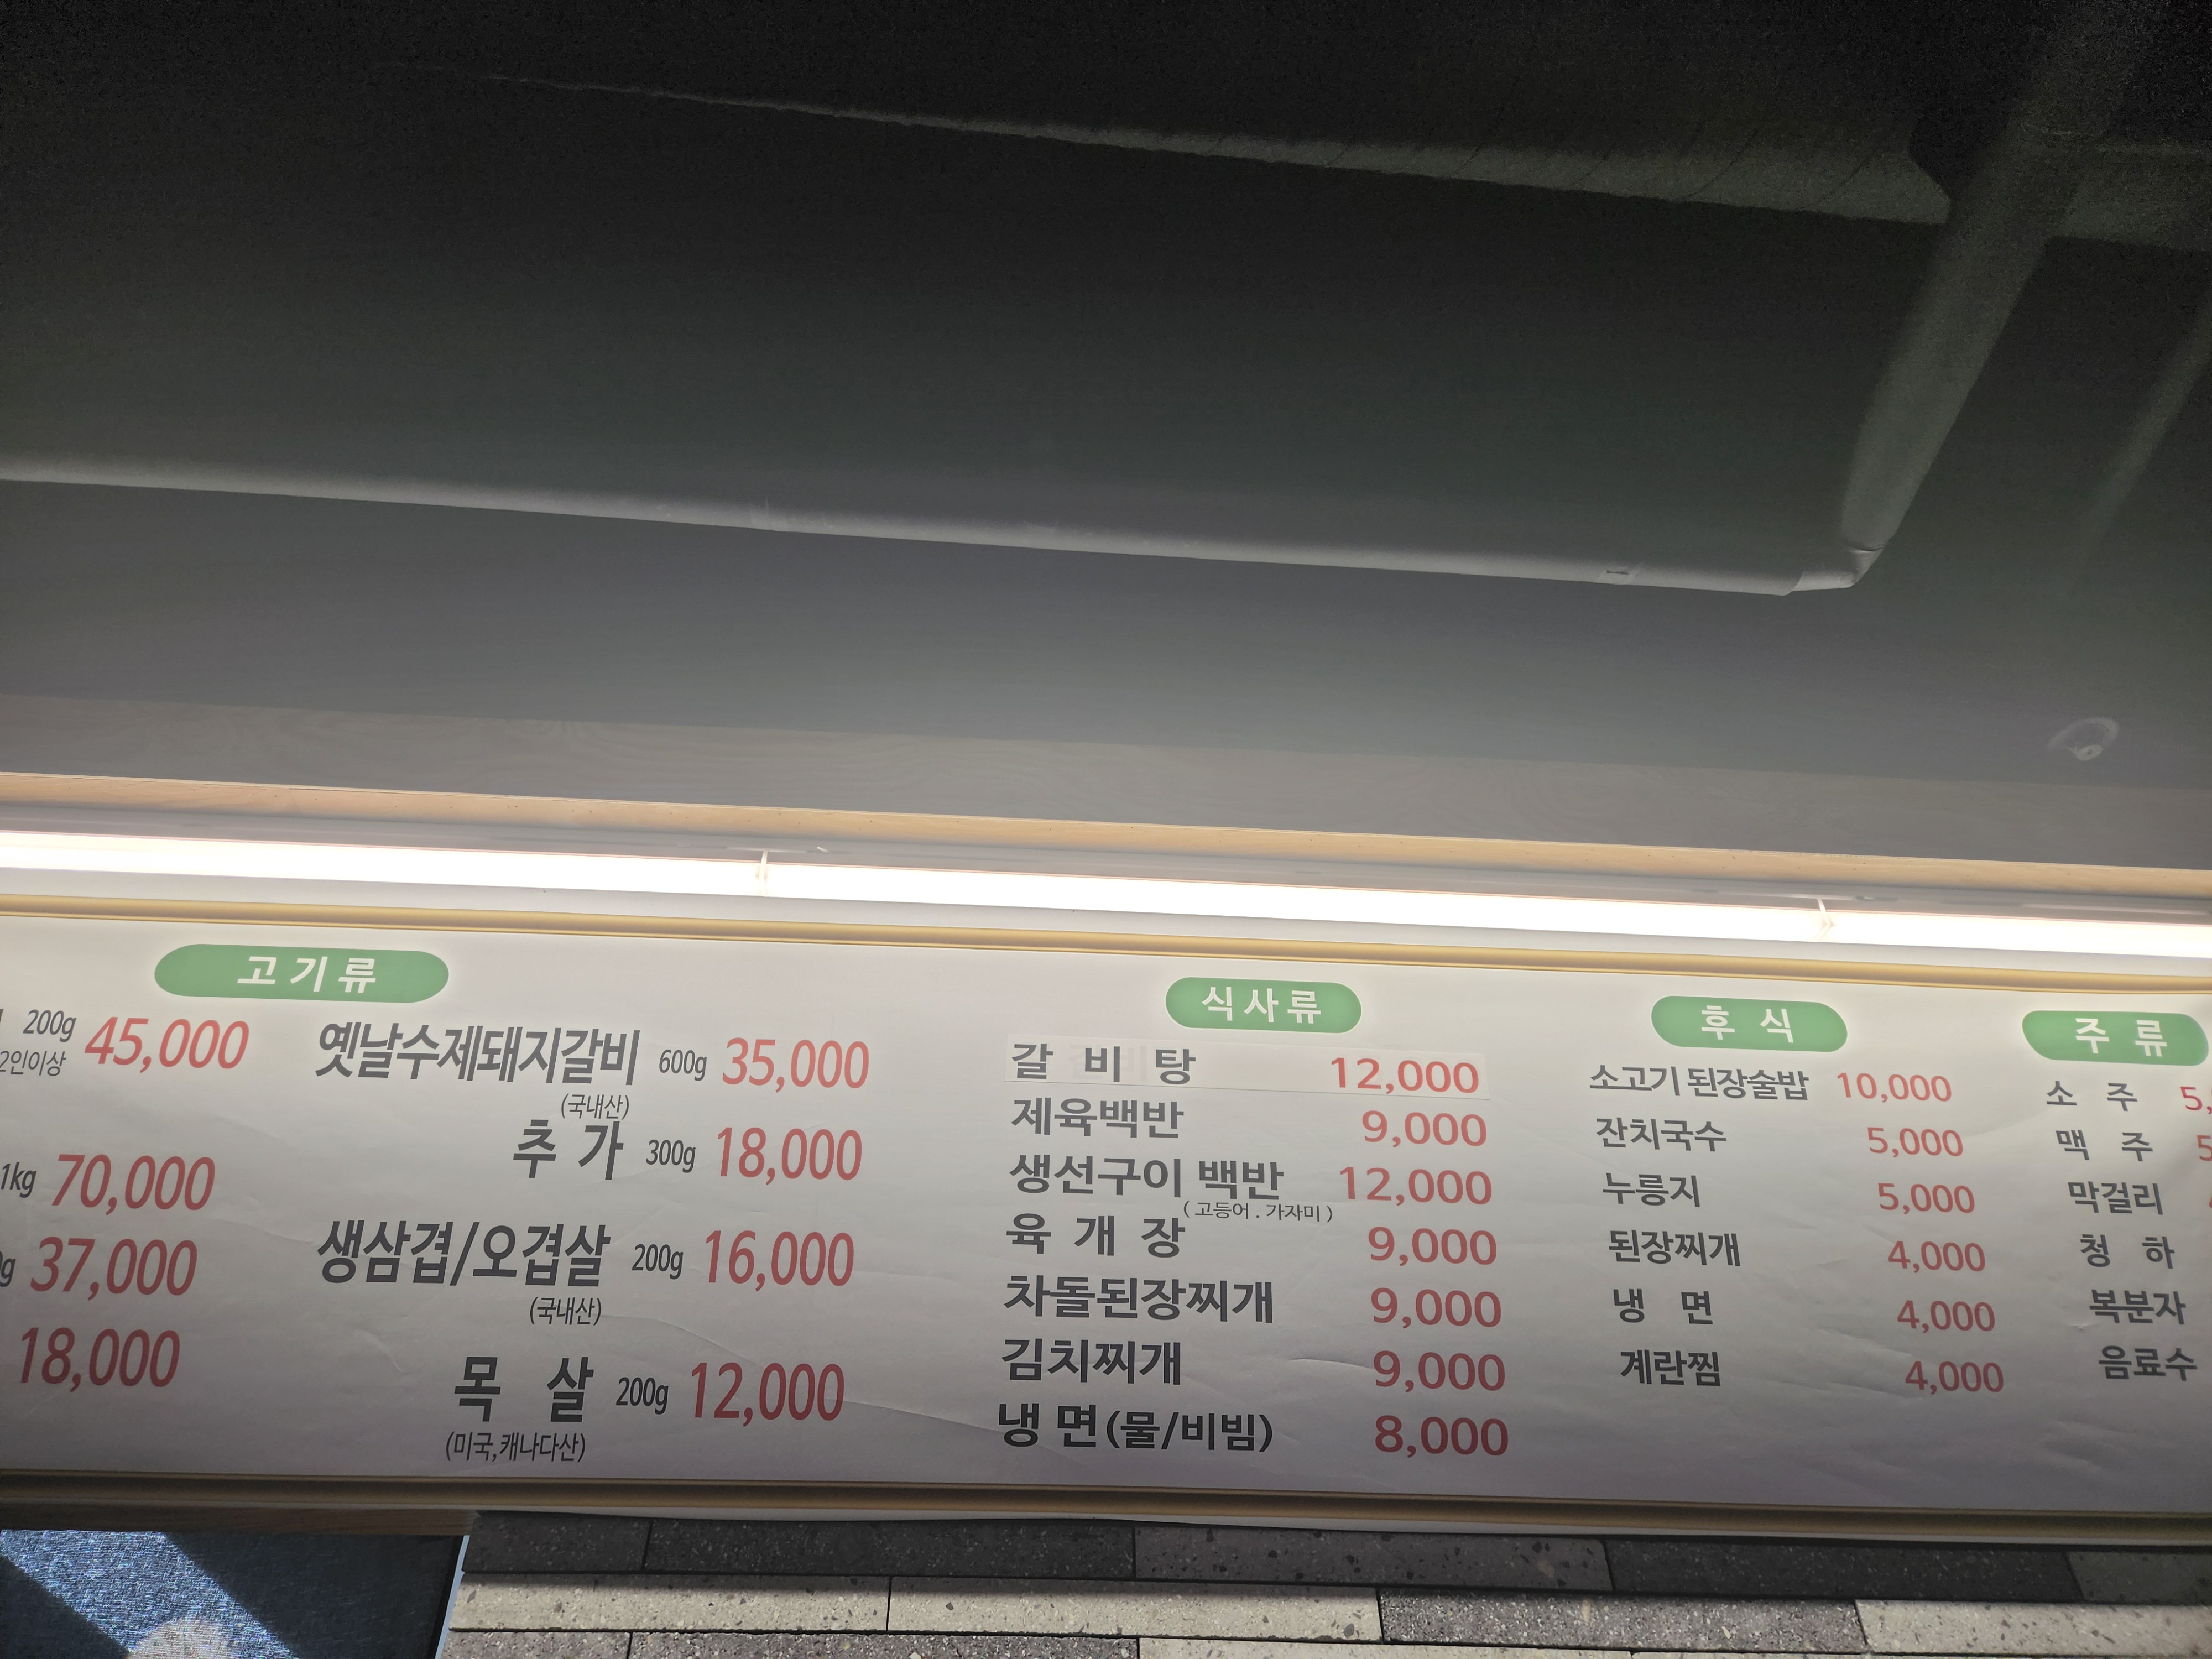 고기류
200g 45,000
2인이상
1kg 70,000
37,000
18,000
옛날수제돼지갈비 600g 35,000
(국내산)
추 가 300g 18,000
생삼겹/오겹살 200g 16,000
(국내산)
목 살 200g 12,000
(미국,캐나다산)
식사류
갈 비 탕 12,000
제육백반 9,000
생선구이 백반 12,000
( 고등어 . 가자미 )
육 개 장 9,000
차돌된장찌개 9,000
김치찌개 9,000
냉 면(물/비빔) 8,000
후 식
소고기 된장술밥 10,000
잔치국수 5,000
누룽지 5,000
된장찌개 4,000
냉 면 4,000
계란찜 4,000
주 류
소 주 5,
맥 주 5
막걸리
청 하
복분자
음료수